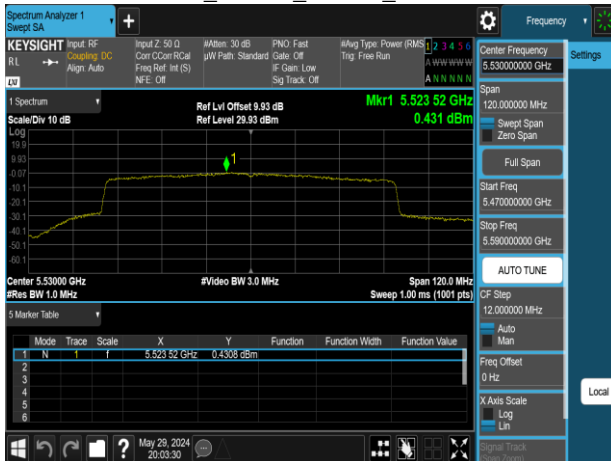 Spectrum Analyzer 1
Swept SA
Frequency
Settings
KEYSIGHT
RL
LXI
Input: RF
Coupling: DC
Align: Auto
Input Z: 50 Ω
Corr CCorr RCal
Freq Ref: Int (S)
NFE: Off
#Atten: 30 dB
µW Path: Standard
PNO: Fast
Gate: Off
IF Gain: Low
Sig Track: Off
#Avg Type: Power (RMS
Trig: Free Run
1 2 3 4 5 6
A W W W W W
A N N N N N
1 Spectrum
Scale/Div 10 dB
Log
Ref Lvl Offset 9.93 dB
Ref Level 29.93 dBm
Mkr1 5.523 52 GHz
0.431 dBm
19.9
9.93
-0.07
-10.1
-20.1
-30.1
-40.1
-50.1
-60.1
1
Center 5.53000 GHz
#Res BW 1.0 MHz
#Video BW 3.0 MHz
Span 120.0 MHz
Sweep 1.00 ms (1001 pts)
5 Marker Table
Mode Trace Scale X Y Function Function Width Function Value
1 N 1 f 5.523 52 GHz 0.4308 dBm
2
3
4
5
6
May 29, 2024
20:03:30
Center Frequency
5.530000000 GHz
Span
120.000000 MHz
Swept Span
Zero Span
Full Span
Start Freq
5.470000000 GHz
Stop Freq
5.590000000 GHz
AUTO TUNE
CF Step
12.000000 MHz
Auto
Man
Freq Offset
0 Hz
X Axis Scale
Log
Lin
Signal Track
(Span Zoom)
Local